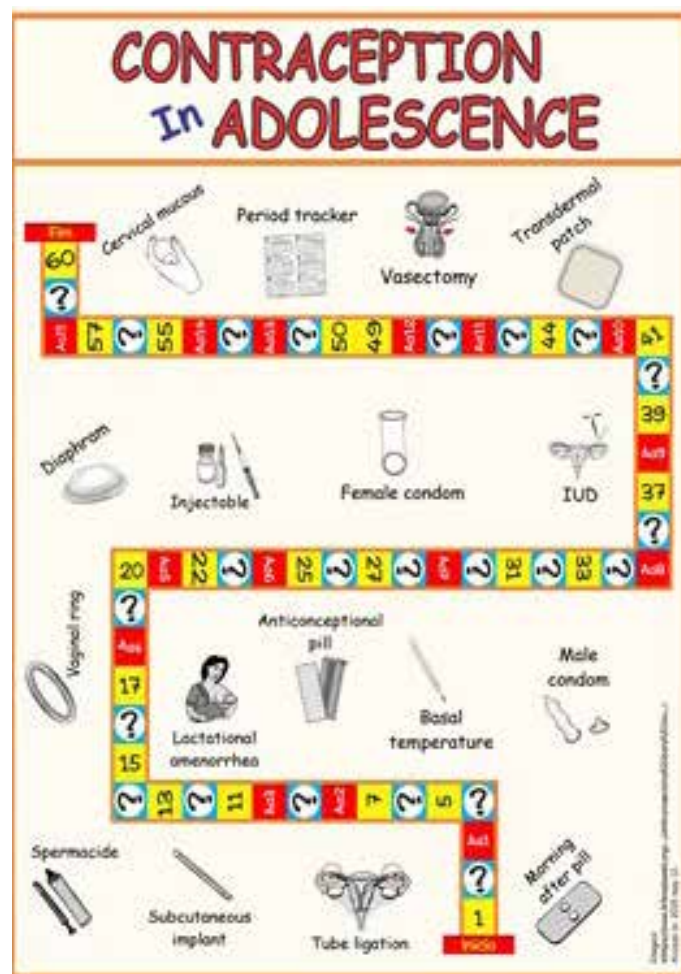 CONTRACEPTION
In ADOLESCENCE
Cervical mucous
Period tracker
Vasectomy
Transdermal
patch
Fim
60
?
57
?
55
?
?
50
49
?
?
44
?
?
39
37
?
Diaphram
Injectable
Female condom
IUD
20
22
?
25
?
27
?
?
31
?
33
?
?
17
?
15
Vaginal ring
Anticonceptional
pill
Lactational
amenorrhea
Basal
temperature
Male
condom
?
13
?
11
?
7
?
5
?
?
1
Início
Spermacide
Subcutaneous
implant
Tube ligation
Morning
after pill